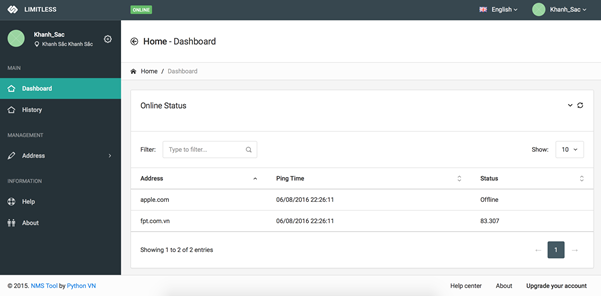 LIMITLESS
ONLINE
English
Khanh_Sac
Khanh_Sac
Khanh Sắc Khanh Sắc
MAIN
Dashboard
History
MANAGEMENT
Address
INFORMATION
Help
About
Home - Dashboard
Home / Dashboard
Online Status
Filter: Type to filter... Show: 10
Address Ping Time Status
apple.com 06/08/2016 22:26:11 Offline
fpt.com.vn 06/08/2016 22:26:11 83.307
Showing 1 to 2 of 2 entries
← 1 →
© 2015. NMS Tool by Python VN
Help center About Upgrade your account